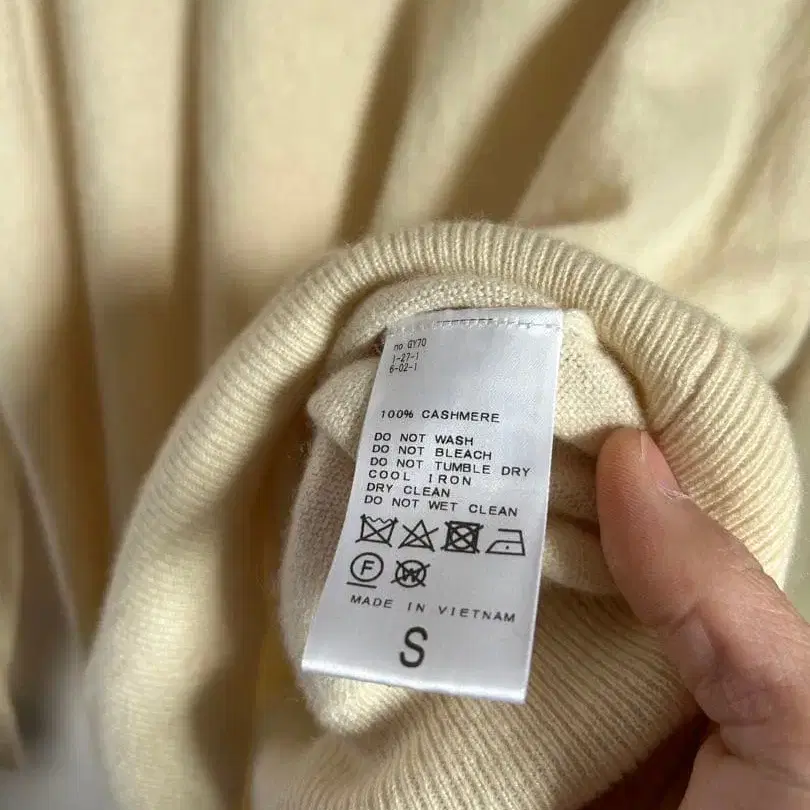 no GY70
1-27-1
6-02-1
100% CASHMERE
DO NOT WASH
DO NOT BLEACH
DO NOT TUMBLE DRY
COOL IRON
DRY CLEAN
DO NOT WET CLEAN
F W
MADE IN VIETNAM
S